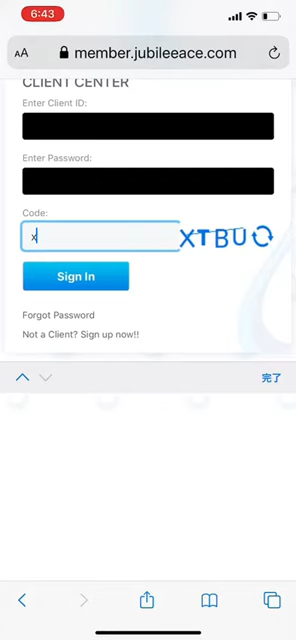 6:43
AA member.jubileeace.com
CLIENT CENTER
Enter Client ID:
Enter Password:
Code:
x XTBU
Sign In
Forgot Password
Not a Client? Sign up now!!
完了